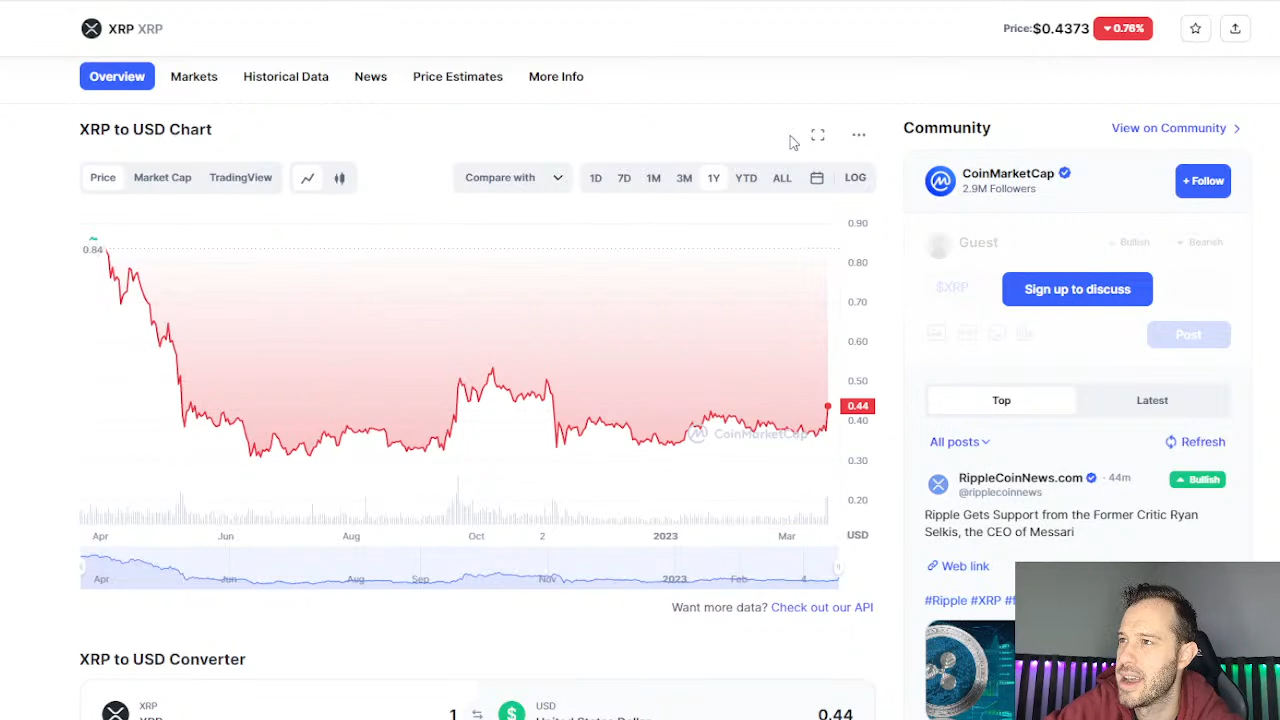 XRP XRP
Price:$0.4373 0.76%
Overview Markets Historical Data News Price Estimates More Info
XRP to USD Chart
Price Market Cap TradingView Compare with 1D 7D 1M 3M 1Y YTD ALL LOG
0.90
0.84
0.80
0.70
0.60
0.50
0.44
0.40
0.30
0.20
CoinMarketCap
Apr Jun Aug Oct 2 2023 Mar USD
Apr Jun Aug Sep Nov 2023 Feb 4
Want more data? Check out our API
XRP to USD Converter
XRP
1
USD
0.44
Community
View on Community
CoinMarketCap
2.9M Followers
+ Follow
Guest
Bullish Bearish
$XRP
Sign up to discuss
Post
Top Latest
All posts Refresh
RippleCoinNews.com · 44m
Bullish
@ripplecoinnews
Ripple Gets Support from the Former Critic Ryan
Selkis, the CEO of Messari
Web link
#Ripple #XRP